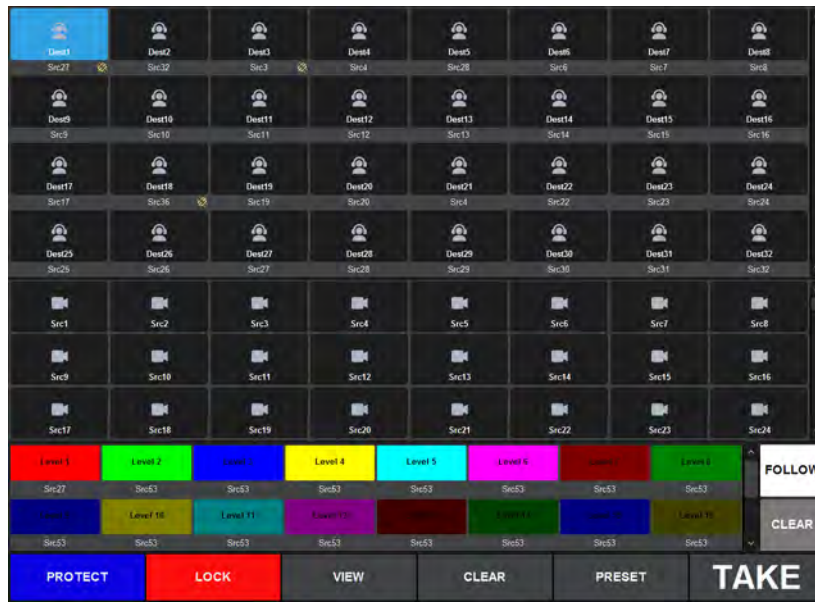 Dest1 Dest2 Dest3 Dest4 Dest5 Dest6 Dest7 Dest8
Src27 Src32 Src3 Src4 Src28 Src6 Src7 Src8
Dest9 Dest10 Dest11 Dest12 Dest13 Dest14 Dest15 Dest16
Src9 Src10 Src11 Src12 Src13 Src14 Src15 Src16
Dest17 Dest18 Dest19 Dest20 Dest21 Dest22 Dest23 Dest24
Src17 Src36 Src19 Src20 Src4 Src22 Src23 Src24
Dest25 Dest26 Dest27 Dest28 Dest29 Dest30 Dest31 Dest32
Src25 Src26 Src27 Src28 Src29 Src30 Src31 Src32
Src1 Src2 Src3 Src4 Src5 Src6 Src7 Src8
Src9 Src10 Src11 Src12 Src13 Src14 Src15 Src16
Src17 Src18 Src19 Src20 Src21 Src22 Src23 Src24
Level 1 Level 2 Level 4 Level 5 Level 6 Level 8 FOLLOW
Src27 Src53 Src53 Src53 Src53 Src53 Src53 Src53
Level 10 Level 11 Level 12 Level 16 CLEAR
Src53 Src53 Src53 Src53 Src53 Src53 Src53 Src53
PROTECT LOCK VIEW CLEAR PRESET TAKE